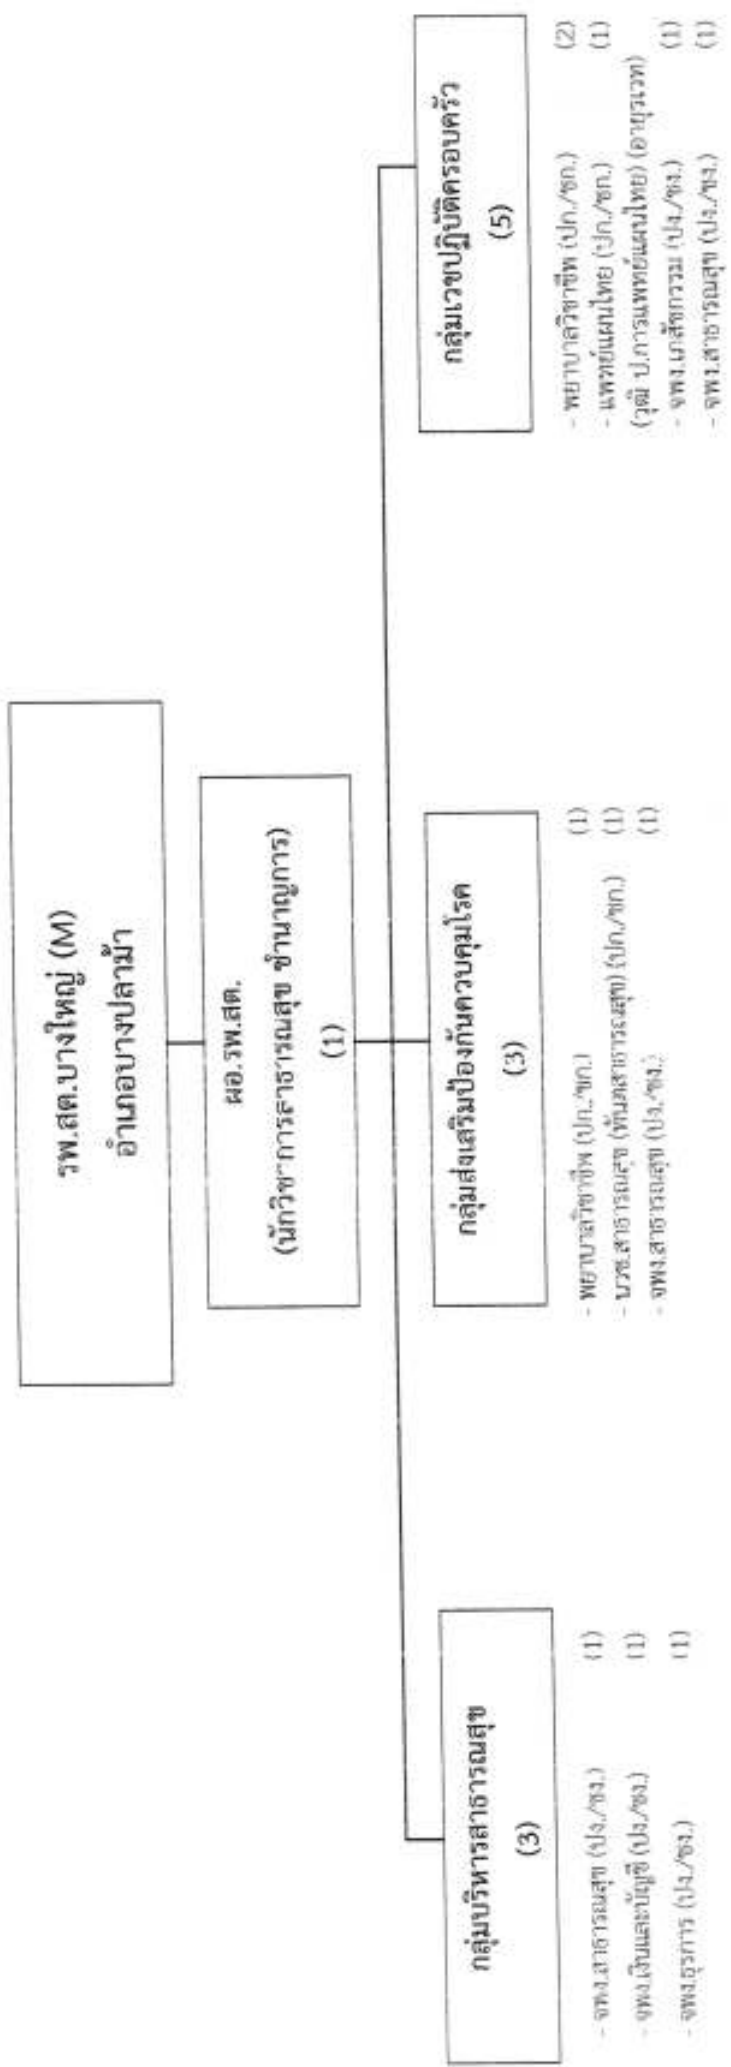 รพ.สต.บางใหญ่ (M)
อำเภอบางปลาม้า
ผอ.รพ.สต.
(นักวิชาการสาธารณสุข ชำนาญการ)
(1)
กลุ่มบริหารสาธารณสุข
(3)
- จพง.สาธารณสุข (ปง./ชง.) (1)
- จพง.เงินและบัญชี (ปง./ชง.) (1)
- จพง.ธุรการ (ปง./ชง.) (1)
กลุ่มส่งเสริมป้องกันควบคุมโรค
(3)
- พยาบาลวิชาชีพ (ปก./ชก.) (1)
- นวช.สาธารณสุข (ทันตสาธารณสุข) (ปก./ชก.) (1)
- จพง.สาธารณสุข (ปง./ชง.) (1)
กลุ่มเวชปฏิบัติครอบครัว
(5)
- พยาบาลวิชาชีพ (ปก./ชก.) (2)
- แพทย์แผนไทย (ปก./ชก.) (1)
(วุฒิ ป.การแพทย์แผนไทย) (อายุรเวท)
- จพง.เภสัชกรรม (ปง./ชง.) (1)
- จพง.สาธารณสุข (ปง./ชง.) (1)